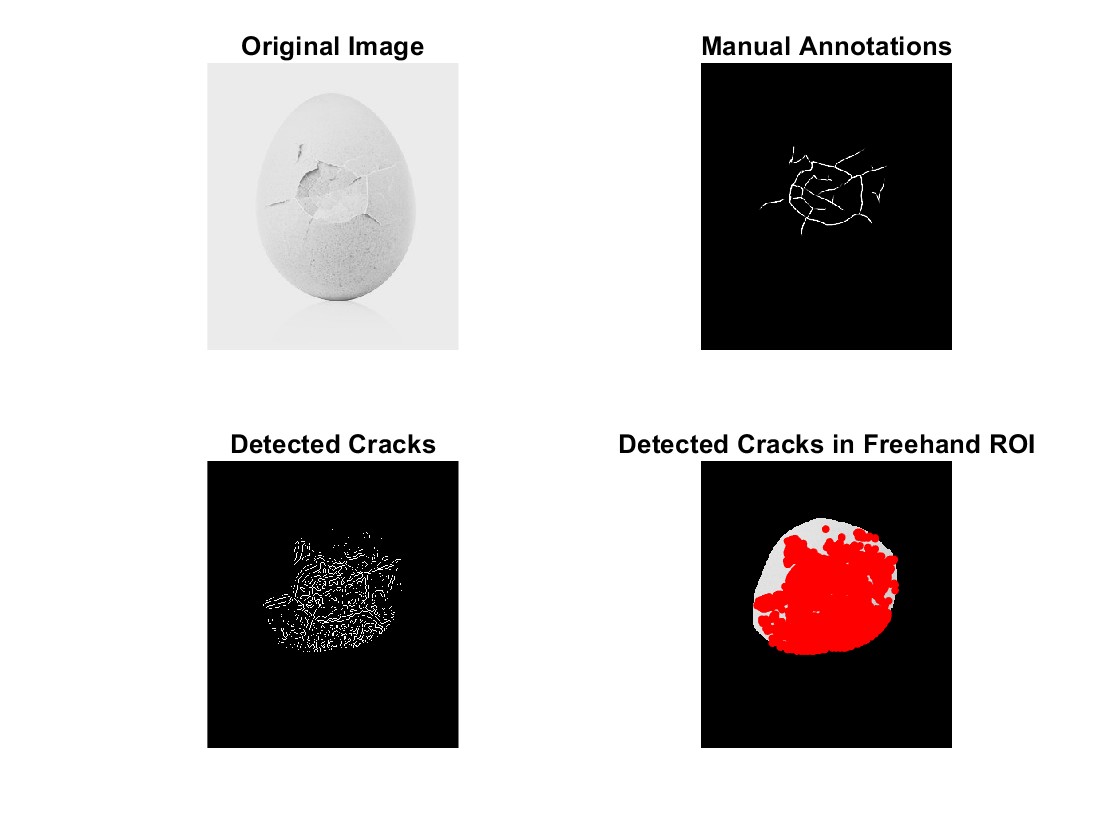 Original Image
Manual Annotations
Detected Cracks
Detected Cracks in Freehand ROI